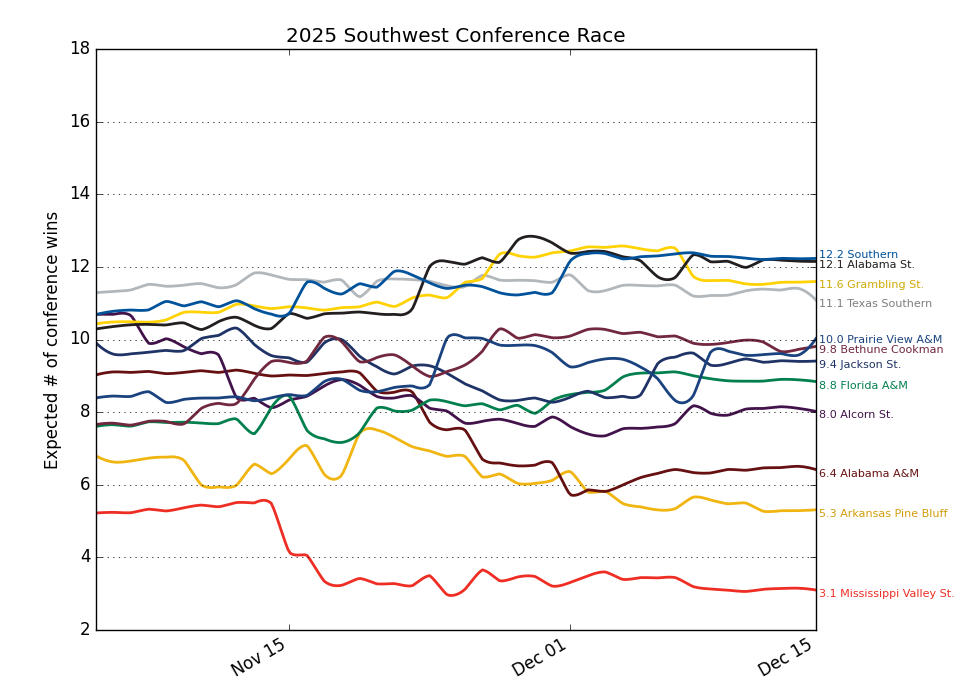 2025 Southwest Conference Race
Expected # of conference wins
18
16
14
12
10
8
6
4
2
12.2 Southern
12.1 Alabama St.
11.6 Grambling St.
11.1 Texas Southern
10.0 Prairie View A&M
9.8 Bethune Cookman
9.4 Jackson St.
8.8 Florida A&M
8.0 Alcorn St.
6.4 Alabama A&M
5.3 Arkansas Pine Bluff
3.1 Mississippi Valley St.
Nov 15
Dec 01
Dec 15